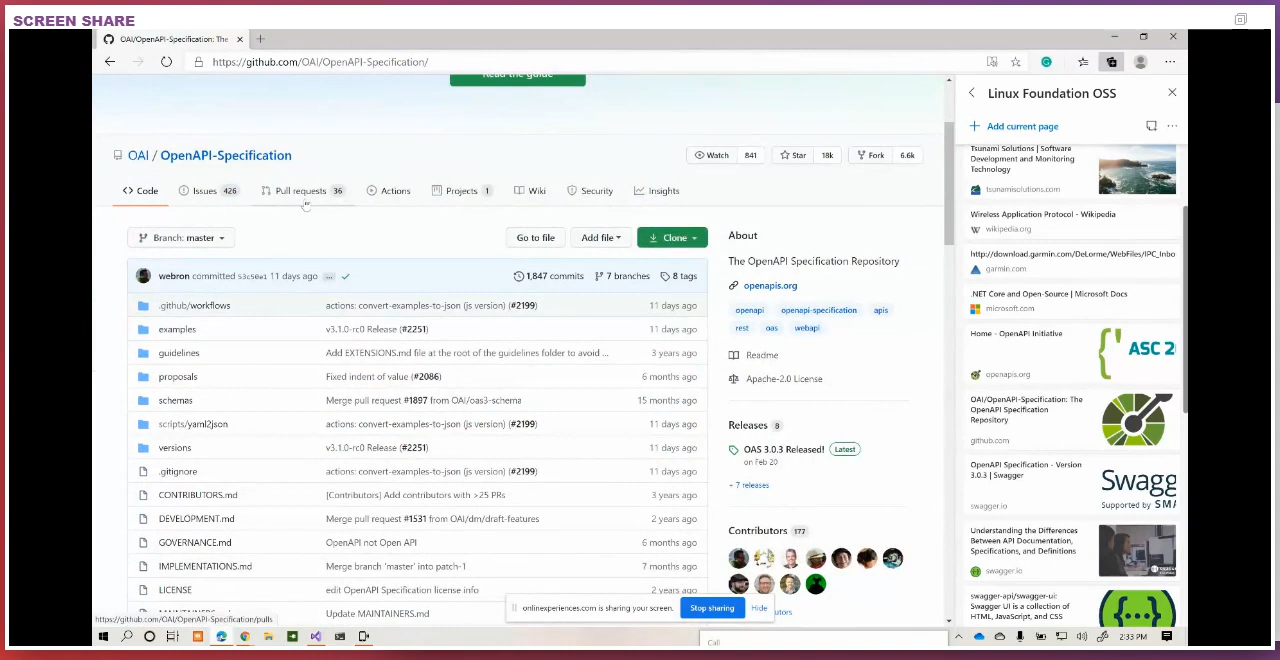 SCREEN SHARE
OAI/OpenAPI-Specification: The
https://github.com/OAI/OpenAPI-Specification/
Read the guide
OAI / OpenAPI-Specification
Watch 841 Star 18k Fork 6.6k
Code Issues 426 Pull requests 36 Actions Projects 1 Wiki Security Insights
Branch: master Go to file Add file Clone
webron committed 53c56e1 11 days ago ... 1,847 commits 7 branches 8 tags
.github/workflows actions: convert-examples-to-json (js version) (#2199) 11 days ago
examples v3.1.0-rc0 Release (#2251) 11 days ago
guidelines Add EXTENSIONS.md file at the root of the guidelines folder to avoid ... 3 years ago
proposals Fixed indent of value (#2086) 6 months ago
schemas Merge pull request #1897 from OAI/oas3-schema 15 months ago
scripts/yaml2json actions: convert-examples-to-json (js version) (#2199) 11 days ago
versions v3.1.0-rc0 Release (#2251) 11 days ago
.gitignore actions: convert-examples-to-json (js version) (#2199) 11 days ago
CONTRIBUTORS.md [Contributors] Add contributors with >25 PRs 3 years ago
DEVELOPMENT.md Merge pull request #1531 from OAI/dm/draft-features 2 years ago
GOVERNANCE.md OpenAPI not Open API 6 months ago
IMPLEMENTATIONS.md Merge branch 'master' into patch-1 7 months ago
LICENSE edit OpenAPI specification license info 2 years ago
MAINTAINERS.md Update MAINTAINERS.md
About
The OpenAPI Specification Repository
openapis.org
openapi openapi-specification apis
rest oas webapi
Readme
Apache-2.0 License
Releases 8
OAS 3.0.3 Released! Latest
on Feb 20
+ 7 releases
Contributors 177
Linux Foundation OSS
Add current page
Tsunami Solutions | Software
Development and Monitoring
Technology
tsunamisolutions.com
Wireless Application Protocol - Wikipedia
wikipedia.org
http://download.garmin.com/DeLorme/WebFiles/IPC_Inbo
garmin.com
.NET Core and Open-Source | Microsoft Docs
microsoft.com
Home - OpenAPI Initiative
ASC 2
openapis.org
OAI/OpenAPI-Specification: The
OpenAPI Specification
Repository
github.com
OpenAPI Specification - Version
3.0.3 | Swagger
Swagg
Supported by SMA
swagger.io
Understanding the Differences
Between API Documentation,
Specifications, and Definitions
swagger.io
swagger-api/swagger-ui:
Swagger UI is a collection of
HTML, JavaScript, and CSS
{...}
onlinexperiences.com is sharing your screen. Stop sharing Hide
https://github.com/OAI/OpenAPI-Specification/pulls
Call
2:33 PM